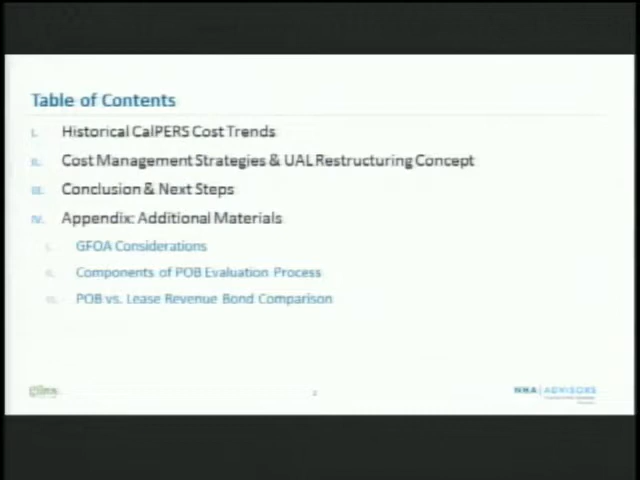 Table of Contents
I. Historical CalPERS Cost Trends
II. Cost Management Strategies & UAL Restructuring Concept
III. Conclusion & Next Steps
IV. Appendix: Additional Materials
i. GFOA Considerations
ii. Components of POB Evaluation Process
iii. POB vs. Lease Revenue Bond Comparison
2
NHA | ADVISORS